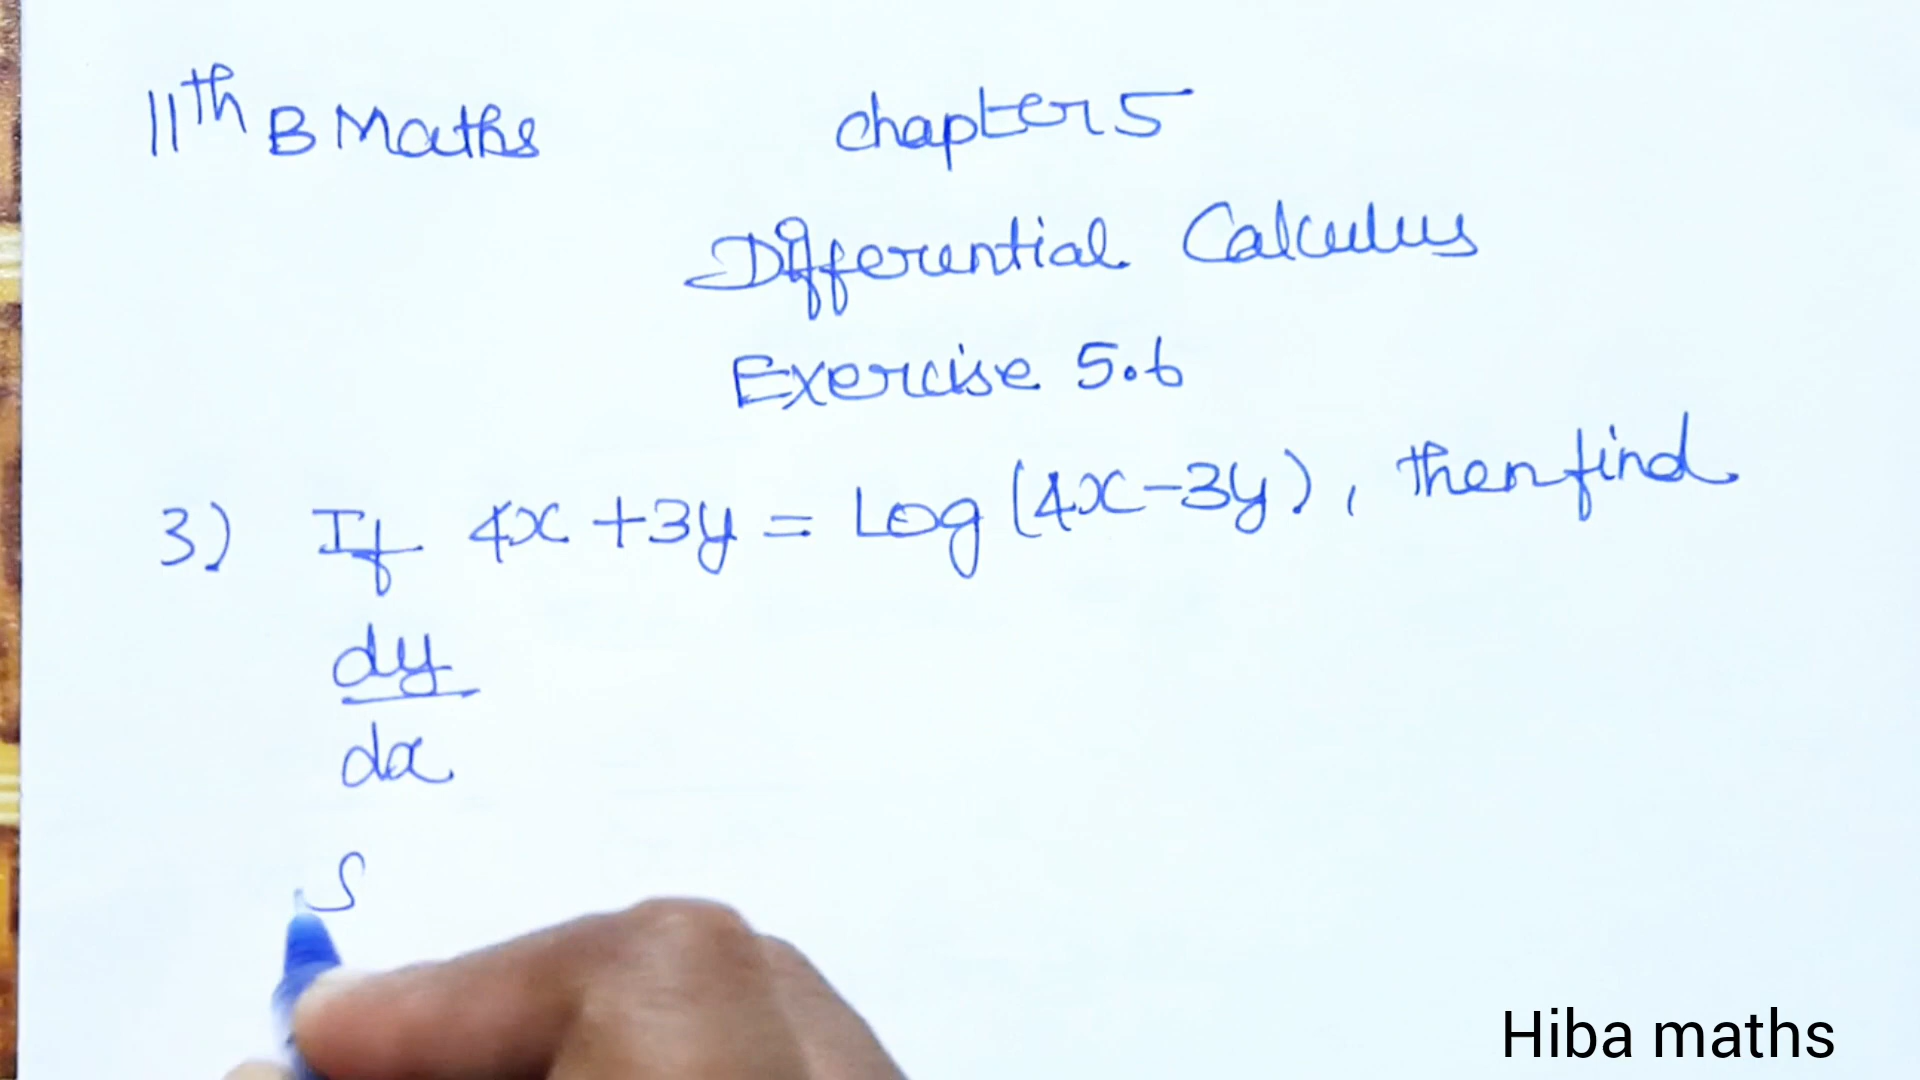 11th B Maths chapter 5
Differential Calculus
Exercise 5.6
3) If 4x + 3y = Log (4x - 3y), then find
dy
dx
S
Hiba maths